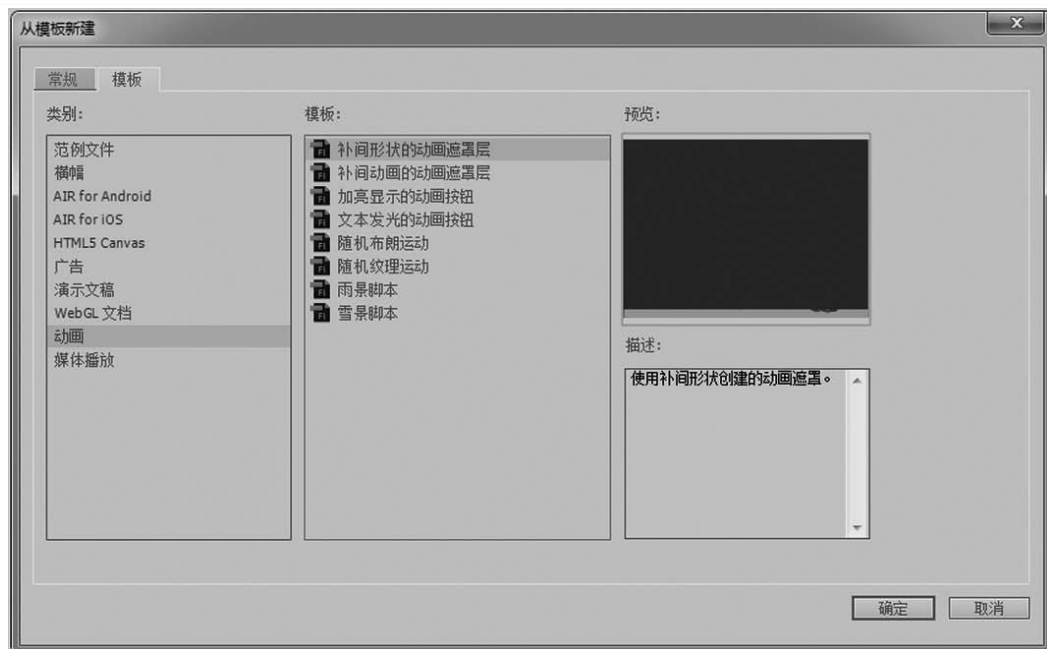 从模板新建
常规
模板
类别:
范例文件
横幅
AIR for Android
AIR for iOS
HTML5 Canvas
广告
演示文稿
WebGL 文档
动画
媒体播放
模板:
补间形状的动画遮罩层
补间动画的动画遮罩层
加亮显示的动画按钮
文本发光的动画按钮
随机布朗运动
随机纹理运动
雨景脚本
雪景脚本
预览:
描述:
使用补间形状创建的动画遮罩。
确定
取消